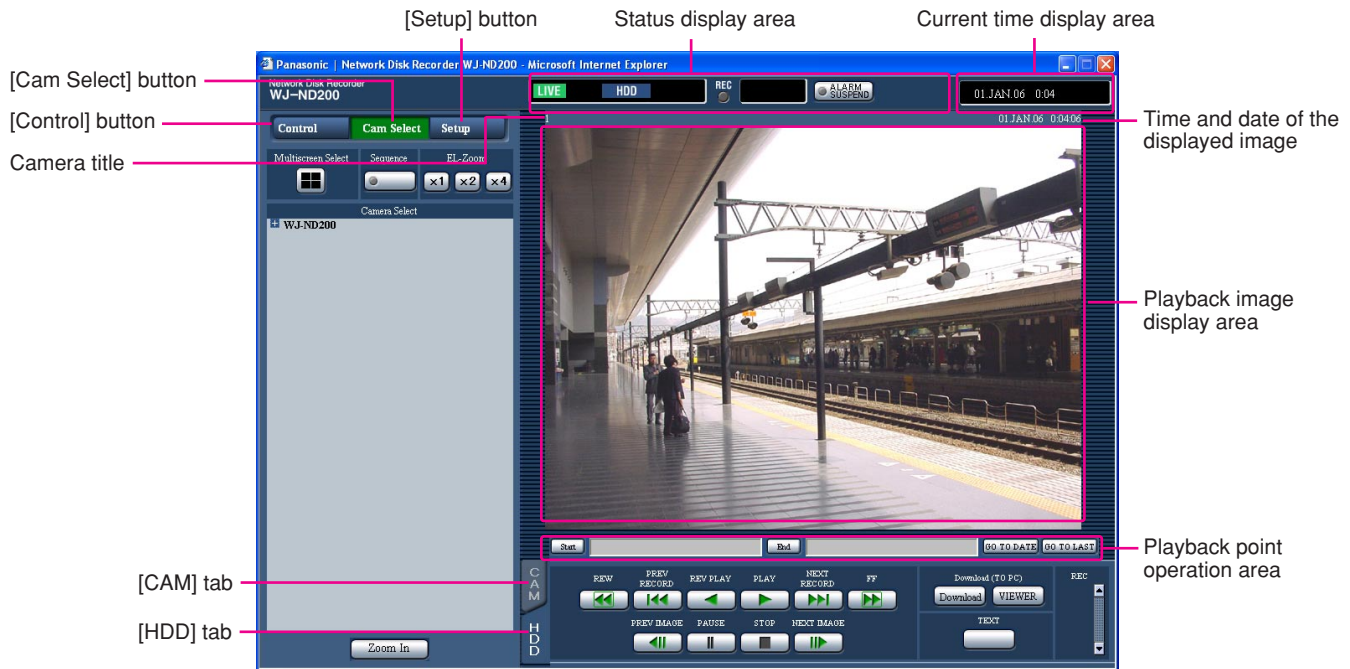 [Setup] button
Status display area
Current time display area
[Cam Select] button
[Control] button
Camera title
Panasonic | Network Disk Recorder WJ-ND200 - Microsoft Internet Explorer
Network Disk Recorder
WJ-ND200
LIVE HDD REC ALARM SUSPEND
01.JAN.06 0:04
Control Cam Select Setup
1
01.JAN.06 0:04:06
Time and date of the
displayed image
Multiscreen Select Sequence EL-Zoom
×1 ×2 ×4
Camera Select
WJ-ND200
Playback image
display area
Start End GO TO DATE GO TO LAST
Playback point
operation area
[CAM] tab
[HDD] tab
CAM
HDD
REW PREV RECORD REV PLAY PLAY NEXT RECORD FF
PREV IMAGE PAUSE STOP NEXT IMAGE
Download (TO PC)
Download VIEWER
TEXT
REC
Zoom In